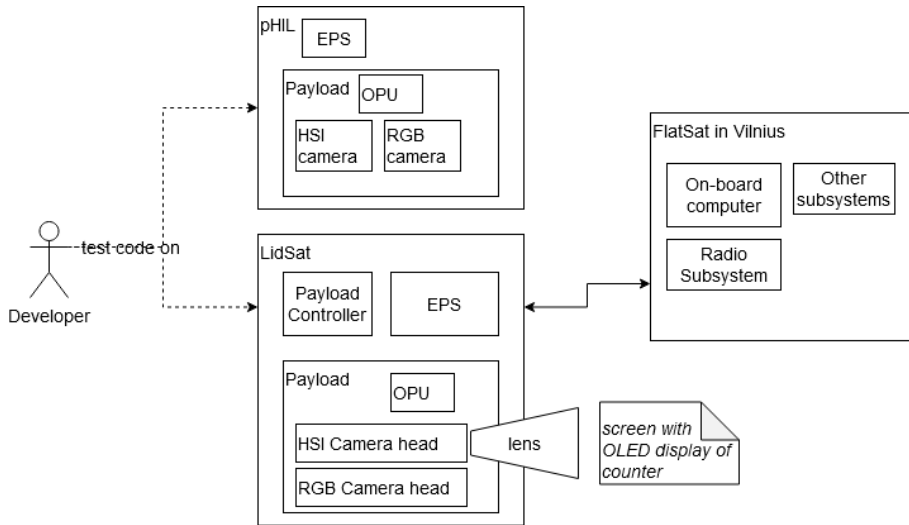 pHIL
EPS
Payload
OPU
HSI
camera
RGB
camera
FlatSat in Vilnius
On-board
computer
Other
subsystems
Radio
Subsystem
test code on
Developer
LidSat
Payload
Controller
EPS
Payload
OPU
HSI Camera head
lens
RGB Camera head
screen with
OLED display of
counter